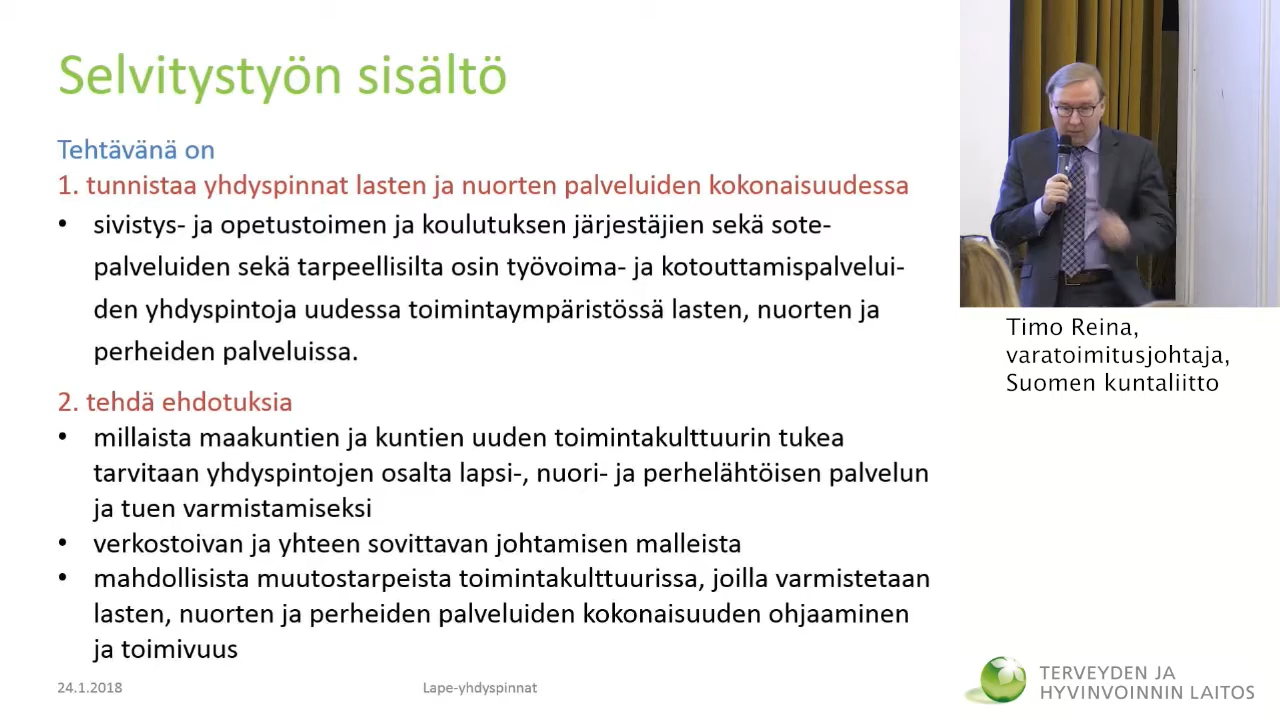 Selvitystyön sisältö
Tehtävänä on
1. tunnistaa yhdyspinnat lasten ja nuorten palveluiden kokonaisuudessa
• sivistys- ja opetustoimen ja koulutuksen järjestäjien sekä sote-
palveluiden sekä tarpeellisilta osin työvoima- ja kotouttamispalvelui-
den yhdyspintoja uudessa toimintaympäristössä lasten, nuorten ja
perheiden palveluissa.
2. tehdä ehdotuksia
• millaista maakuntien ja kuntien uuden toimintakulttuurin tukea
tarvitaan yhdyspintojen osalta lapsi-, nuori- ja perhelähtöisen palvelun
ja tuen varmistamiseksi
• verkostoivan ja yhteen sovittavan johtamisen malleista
• mahdollisista muutostarpeista toimintakulttuurissa, joilla varmistetaan
lasten, nuorten ja perheiden palveluiden kokonaisuuden ohjaaminen
ja toimivuus
24.1.2018
Lape-yhdyspinnat
Timo Reina,
varatoimitusjohtaja,
Suomen kuntaliitto
TERVEYDEN JA
HYVINVOINNIN LAITOS